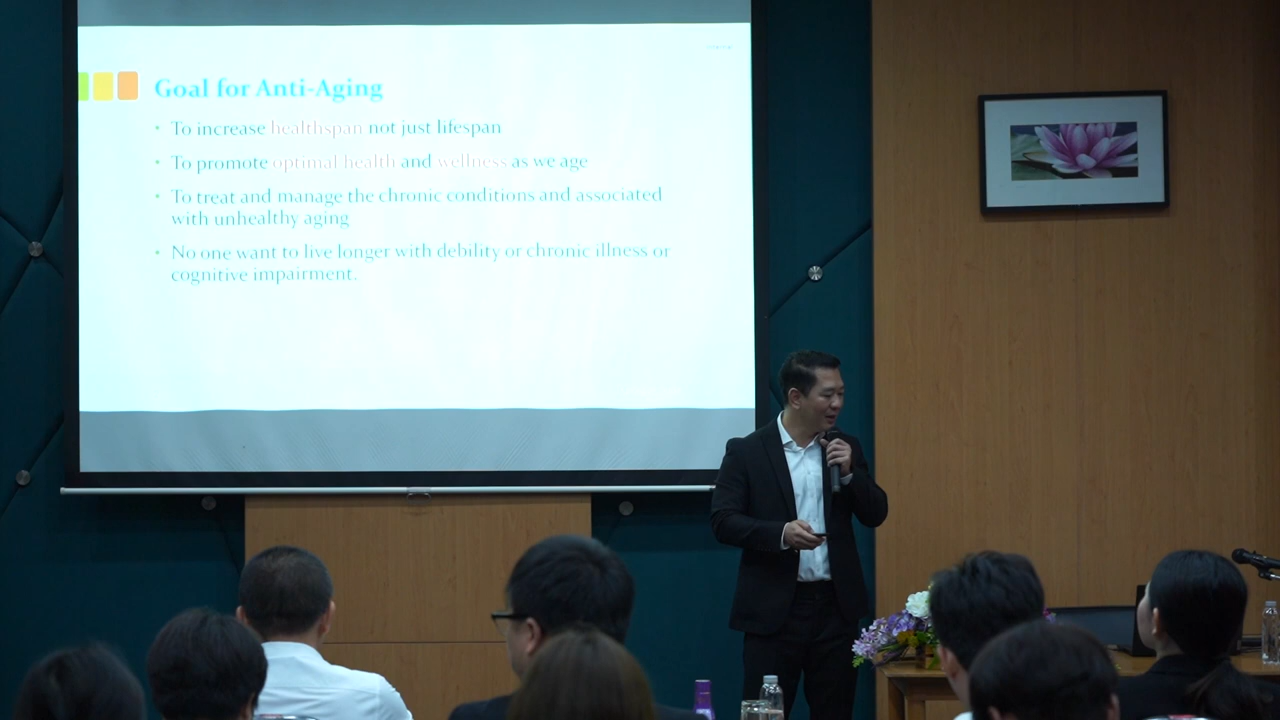 Goal for Anti-Aging
• To increase healthspan not just lifespan
• To promote optimal health and wellness as we age
• To treat and manage the chronic conditions and associated
with unhealthy aging
• No one want to live longer with debility or chronic illness or
cognitive impairment.